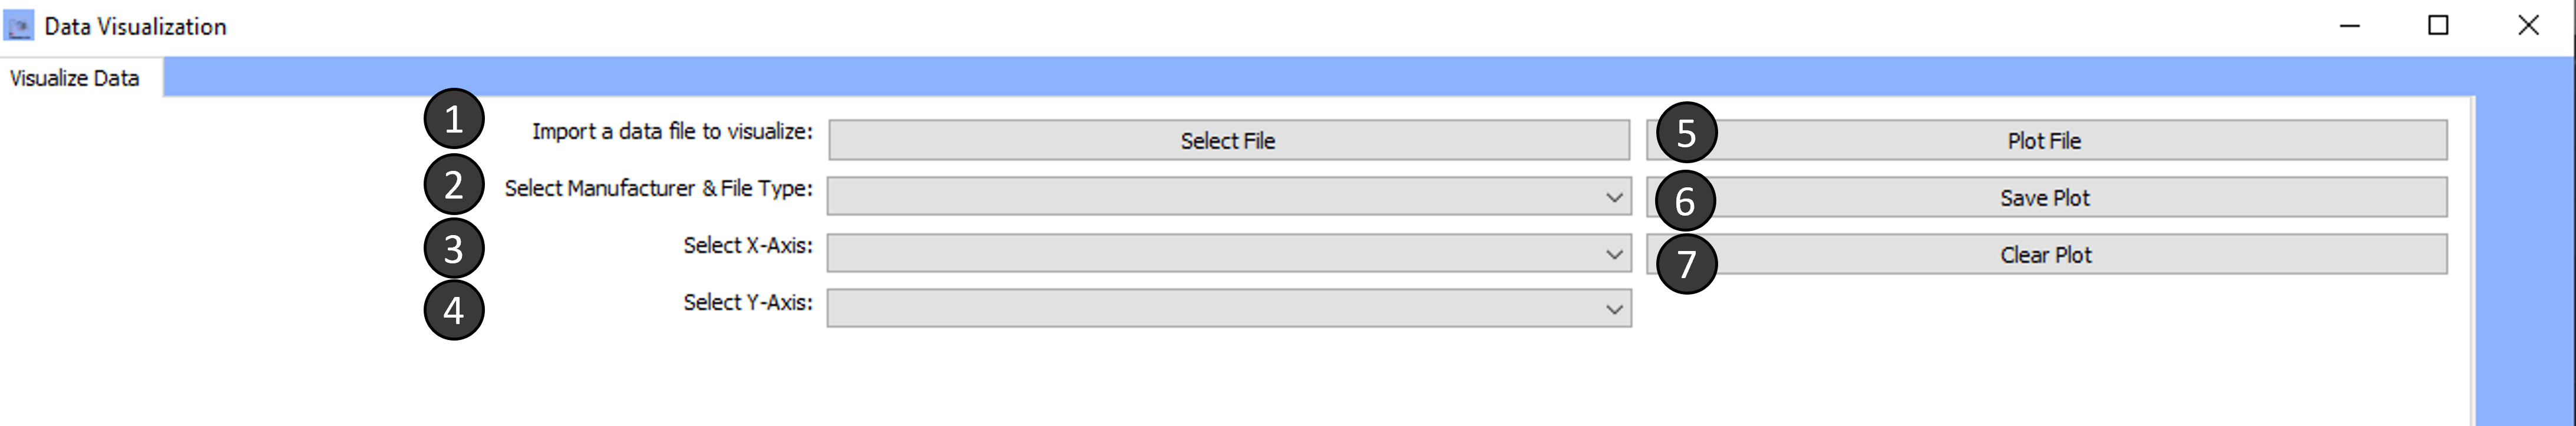 Data Visualization
Visualize Data
1 Import a data file to visualize: Select File 5 Plot File
2 Select Manufacturer & File Type: 6 Save Plot
3 Select X-Axis: 7 Clear Plot
4 Select Y-Axis: